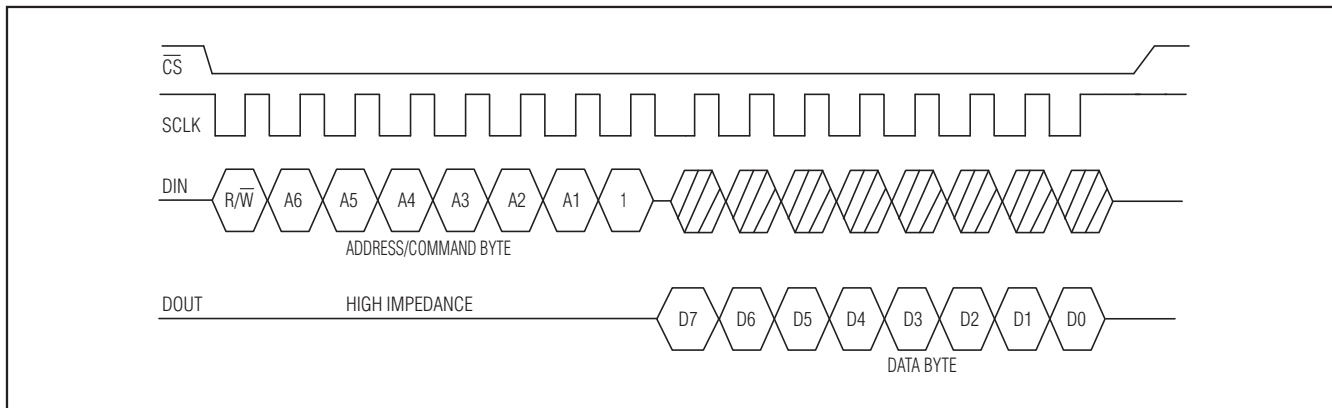 CS
SCLK
DIN R/W A6 A5 A4 A3 A2 A1 1
ADDRESS/COMMAND BYTE
DOUT HIGH IMPEDANCE D7 D6 D5 D4 D3 D2 D1 D0
DATA BYTE